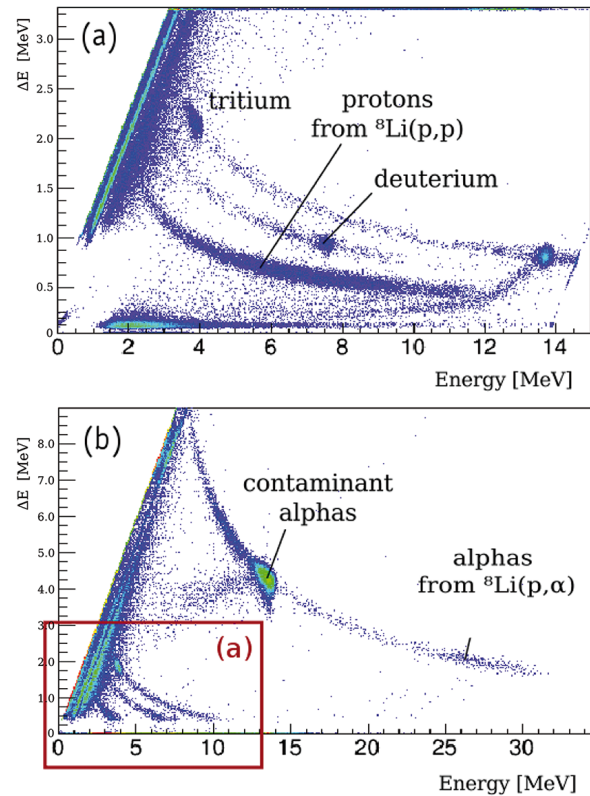 (a)
ΔE [MeV]
3.0
2.5
2.0
1.5
1.0
0.5
0
tritium
protons
from ⁸Li(p,p)
deuterium
0 2 4 6 8 10 12 14
Energy [MeV]
(b)
ΔE [MeV]
8.0
7.0
6.0
5.0
4.0
3.0
2.0
1.0
0
contaminant
alphas
alphas
from ⁸Li(p,α)
(a)
0 5 10 15 20 25 30
Energy [MeV]